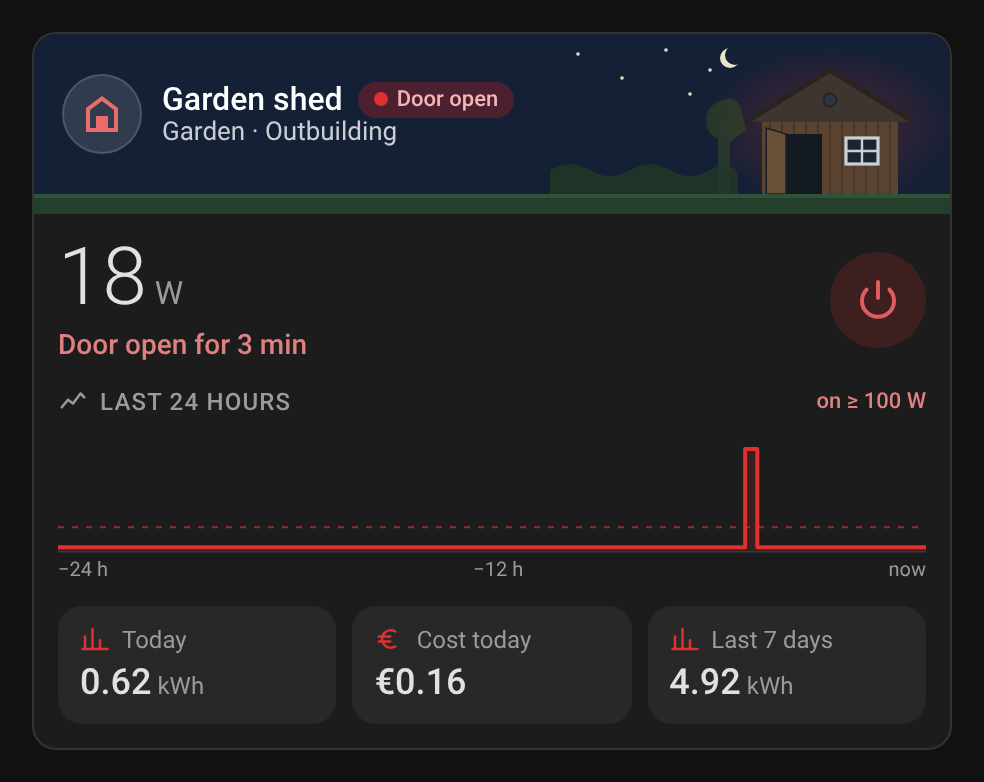 Garden shed
Door open
Garden · Outbuilding
18 W
Door open for 3 min
LAST 24 HOURS
on ≥ 100 W
−24 h
−12 h
now
Today
0.62 kWh
€ Cost today
€0.16
Last 7 days
4.92 kWh